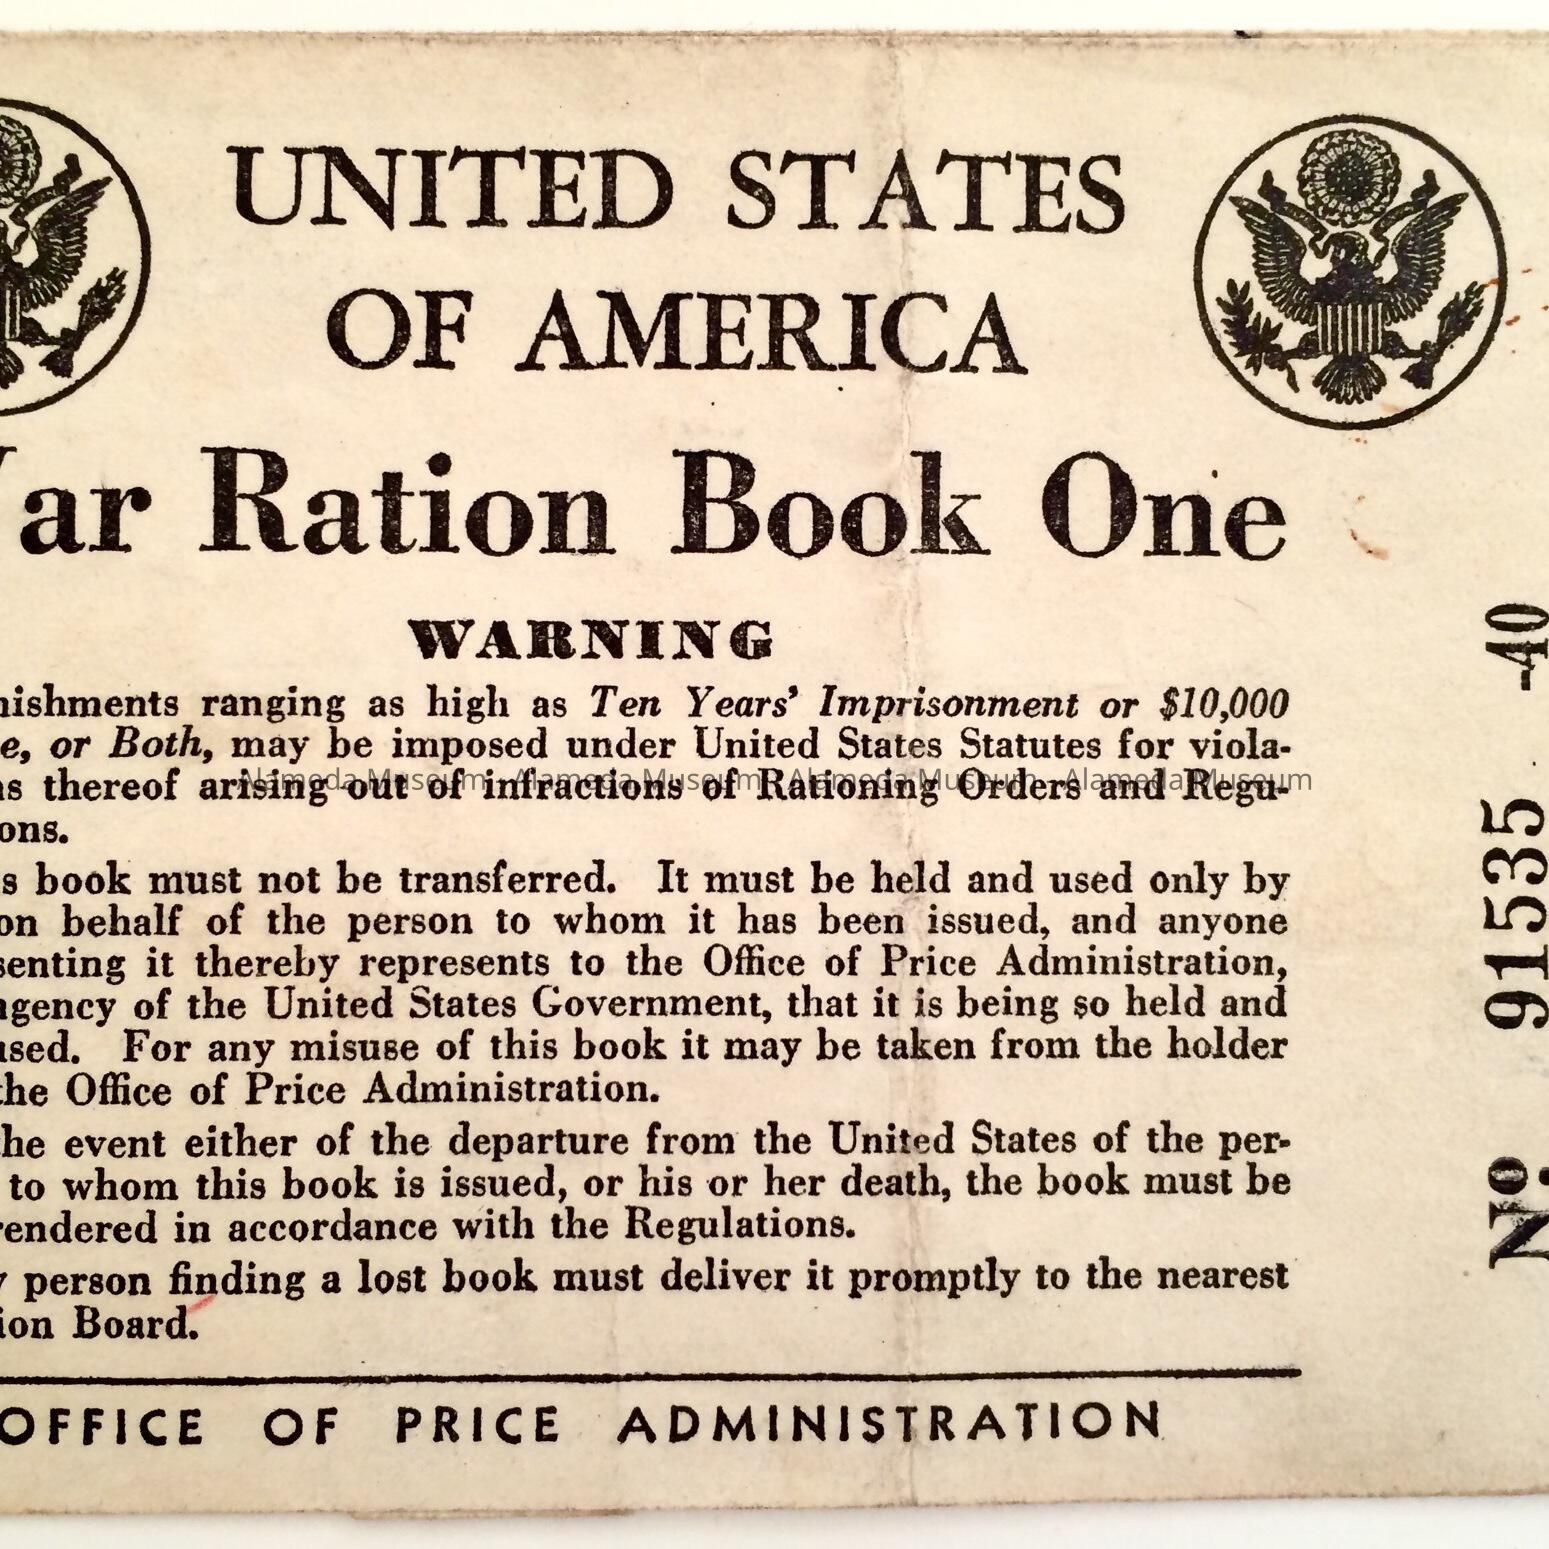 UNITED STATES
OF AMERICA
ar Ration Book One
WARNING
nishments ranging as high as Ten Years' Imprisonment or $10,000
e, or Both, may be imposed under United States Statutes for viola-
ns thereof arising out of infractions of Rationing Orders and Regu-
ons.
s book must not be transferred. It must be held and used only by
on behalf of the person to whom it has been issued, and anyone
senting it thereby represents to the Office of Price Administration,
agency of the United States Government, that it is being so held and
used. For any misuse of this book it may be taken from the holder
the Office of Price Administration.
the event either of the departure from the United States of the per-
to whom this book is issued, or his or her death, the book must be
rendered in accordance with the Regulations.
y person finding a lost book must deliver it promptly to the nearest
ion Board.
OFFICE OF PRICE ADMINISTRATION
No. 91535 -40
Alameda Museum - Alameda Museum - Alameda Museum - Alameda Museum